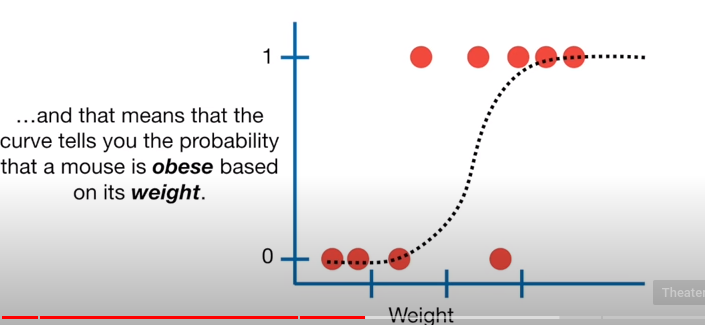 1
…and that means that the
curve tells you the probability
that a mouse is obese based
on its weight.
0
Theater
Weight